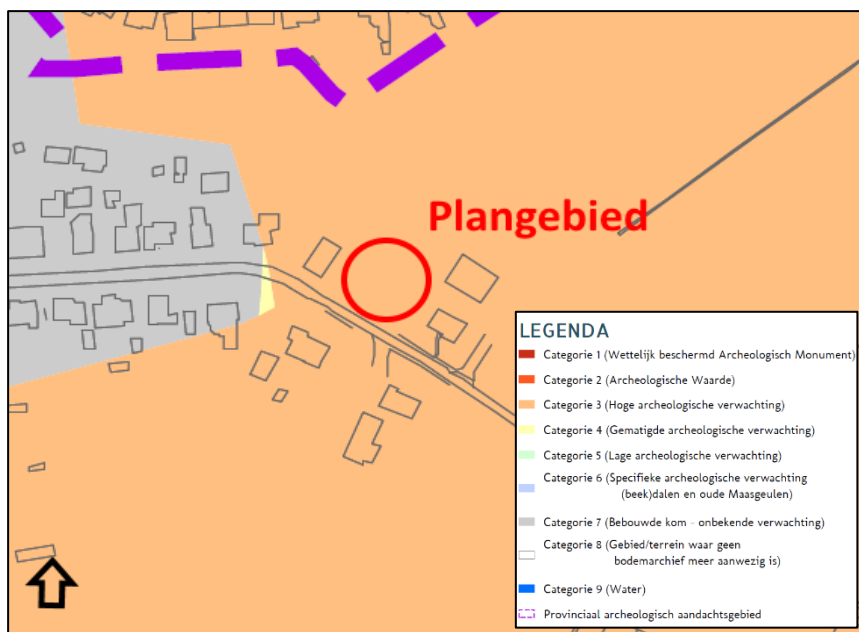 Plangebied
LEGENDA
Categorie 1 (Wettelijk beschermd Archeologisch Monument)
Categorie 2 (Archeologische Waarde)
Categorie 3 (Hoge archeologische verwachting)
Categorie 4 (Gematigde archeologische verwachting)
Categorie 5 (Lage archeologische verwachting)
Categorie 6 (Specifieke archeologische verwachting
(beek)dalen en oude Maasgeulen)
Categorie 7 (Bebouwde kom - onbekende verwachting)
Categorie 8 (Gebied/terrein waar geen
bodemarchief meer aanwezig is)
Categorie 9 (Water)
Provinciaal archeologisch aandachtsgebied